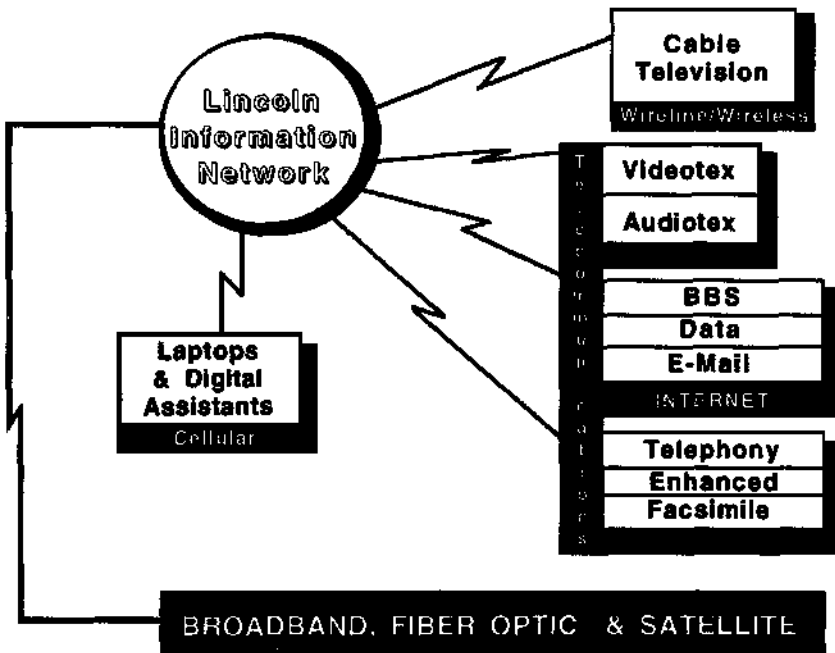 Lincoln
Information
Network
Cable
Television
Wireline/Wireless
Telecommunications
Videotex
Audiotex
BBS
Data
E-Mail
INTERNET
Telephony
Enhanced
Facsimile
Laptops
& Digital
Assistants
Cellular
BROADBAND, FIBER OPTIC & SATELLITE